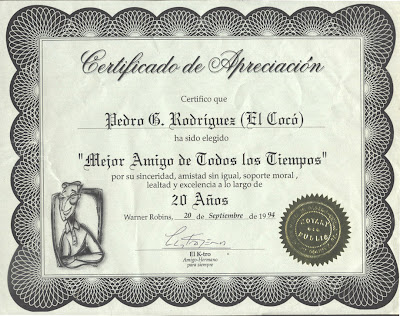 Certificado de Apreciación
Certifico que
Pedro G. Rodríguez (El Cocó)
ha sido elegido
"Mejor Amigo de Todos los Tiempos"
por su sinceridad, amistad sin igual, soporte moral ,
lealtad y excelencia a lo largo de
20 Años
Warner Robins, 20 de Septiembre de 1994
El K-tro
Amigo-Hermano
para siempre
NOTARY
PUBLIC